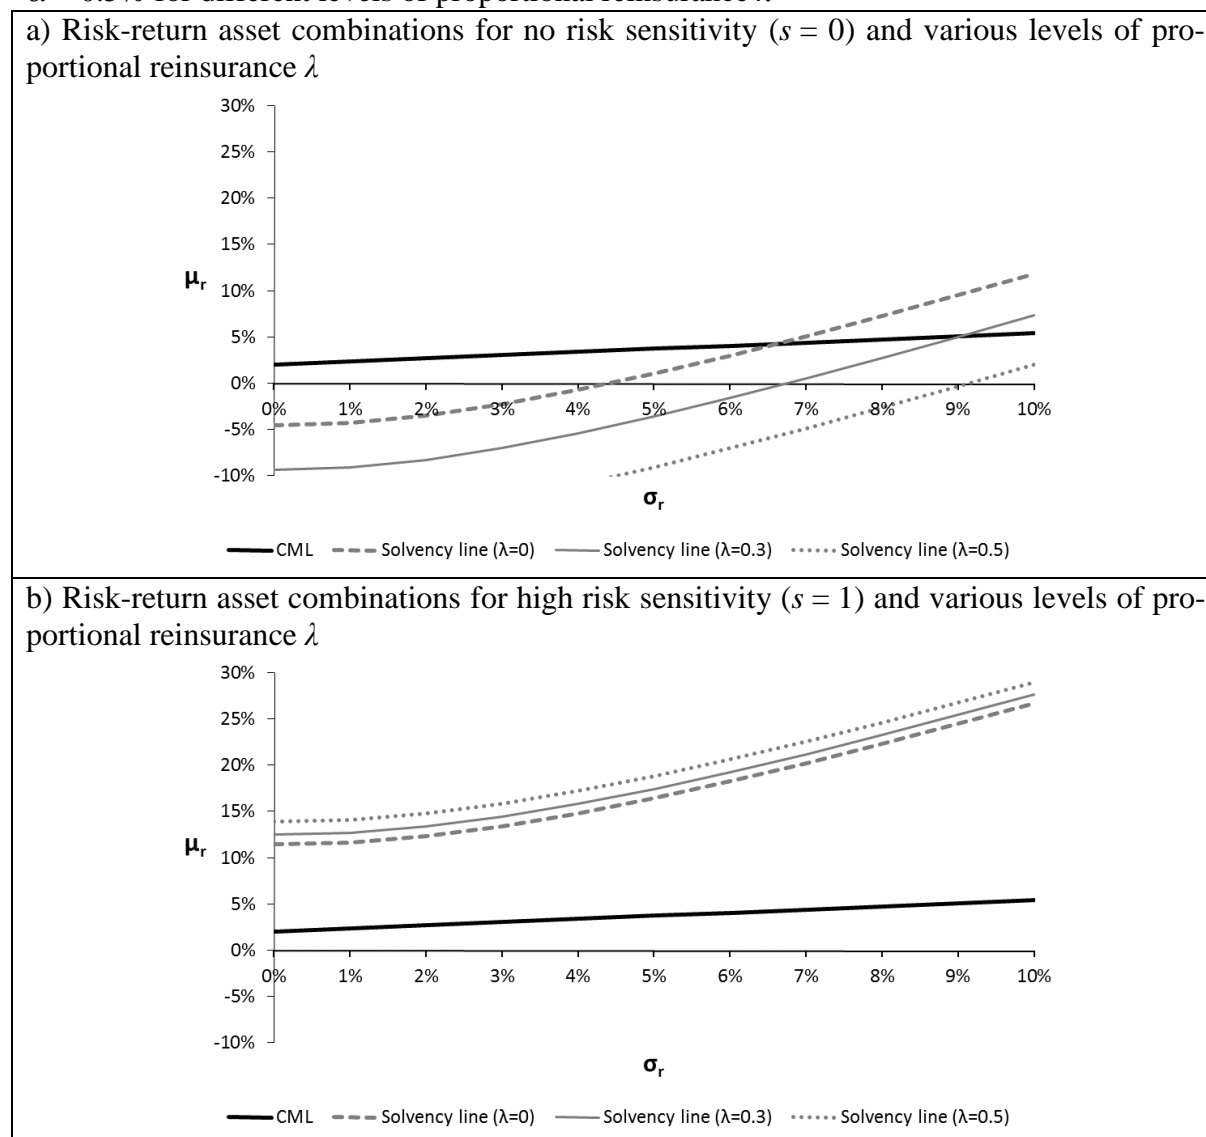 a) Risk-return asset combinations for no risk sensitivity (s = 0) and various levels of pro-
portional reinsurance λ
30%
25%
20%
15%
μr
10%
5%
0%
0% 1% 2% 3% 4% 5% 6% 7% 8% 9% 10%
-5%
-10%
σr
CML Solvency line (λ=0) Solvency line (λ=0.3) Solvency line (λ=0.5)
b) Risk-return asset combinations for high risk sensitivity (s = 1) and various levels of pro-
portional reinsurance λ
30%
25%
20%
15%
μr
10%
5%
0%
0% 1% 2% 3% 4% 5% 6% 7% 8% 9% 10%
-5%
-10%
σr
CML Solvency line (λ=0) Solvency line (λ=0.3) Solvency line (λ=0.5)